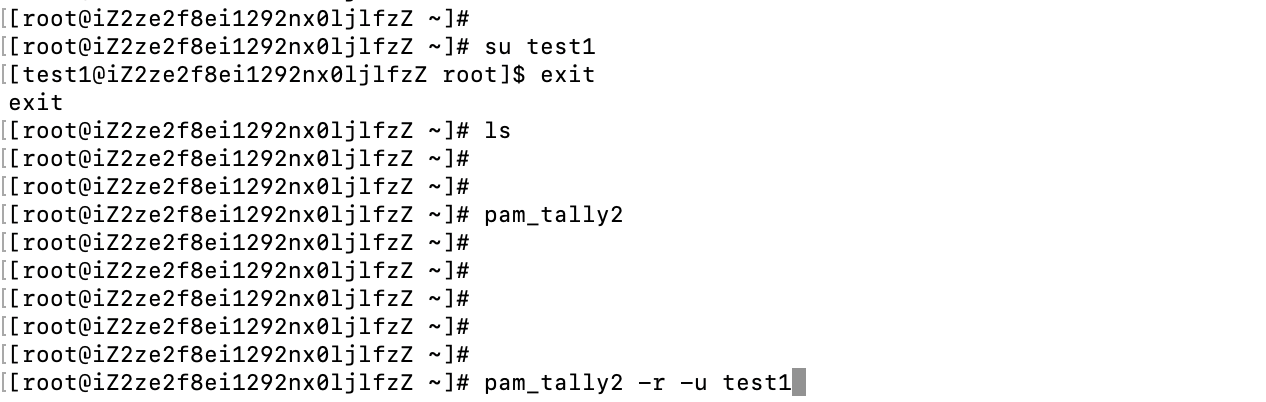 [[root@iZ2ze2f8ei1292nx0ljlfzZ ~]#
[[root@iZ2ze2f8ei1292nx0ljlfzZ ~]# su test1
[[test1@iZ2ze2f8ei1292nx0ljlfzZ root]$ exit
exit
[[root@iZ2ze2f8ei1292nx0ljlfzZ ~]# ls
[[root@iZ2ze2f8ei1292nx0ljlfzZ ~]#
[[root@iZ2ze2f8ei1292nx0ljlfzZ ~]#
[[root@iZ2ze2f8ei1292nx0ljlfzZ ~]# pam_tally2
[[root@iZ2ze2f8ei1292nx0ljlfzZ ~]#
[[root@iZ2ze2f8ei1292nx0ljlfzZ ~]#
[[root@iZ2ze2f8ei1292nx0ljlfzZ ~]#
[[root@iZ2ze2f8ei1292nx0ljlfzZ ~]#
[[root@iZ2ze2f8ei1292nx0ljlfzZ ~]#
[[root@iZ2ze2f8ei1292nx0ljlfzZ ~]# pam_tally2 -r -u test1